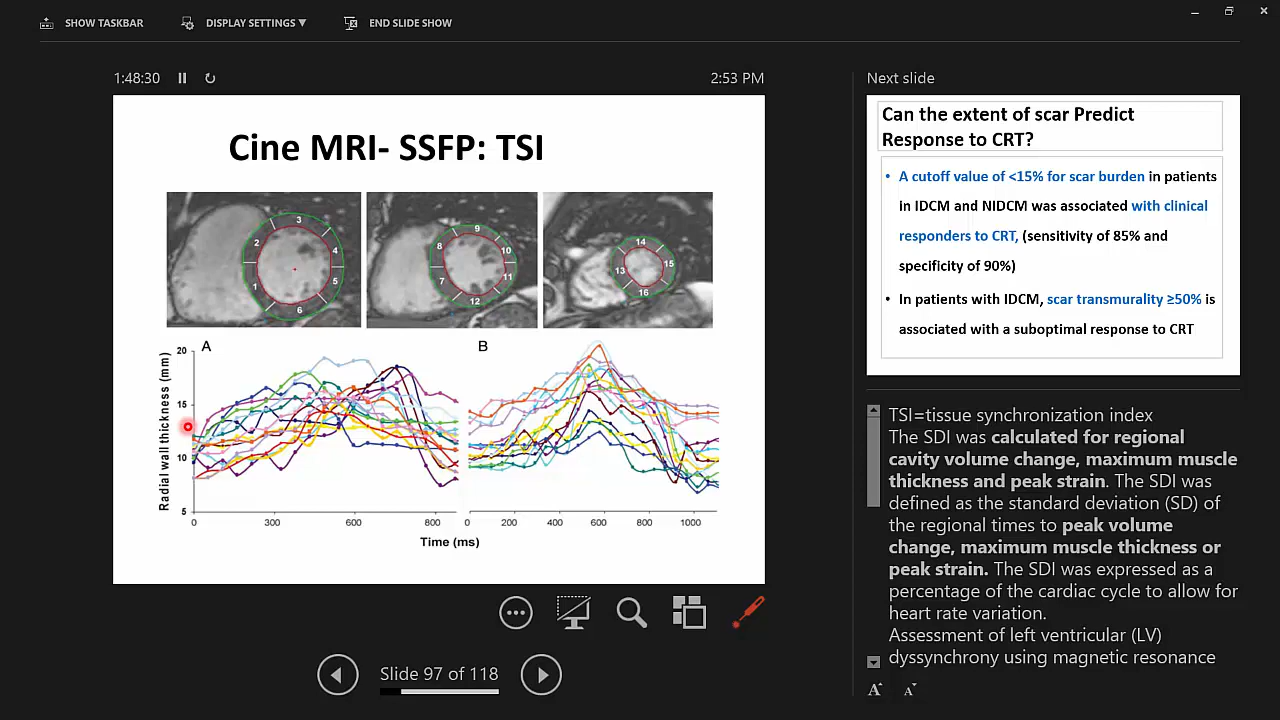 SHOW TASKBAR
DISPLAY SETTINGS ▼
END SLIDE SHOW
1:48:30
2:53 PM
Cine MRI- SSFP: TSI
3
2
4
1
5
6
9
8
10
7
11
12
14
13
15
16
A
B
Radial wall thickness (mm)
20
15
10
5
0
300
600
800
0
200
400
600
800
1000
Time (ms)
Slide 97 of 118
Next slide
Can the extent of scar Predict
Response to CRT?
• A cutoff value of <15% for scar burden in patients
in IDCM and NIDCM was associated with clinical
responders to CRT, (sensitivity of 85% and
specificity of 90%)
• In patients with IDCM, scar transmurality ≥50% is
associated with a suboptimal response to CRT
TSI=tissue synchronization index
The SDI was calculated for regional
cavity volume change, maximum muscle
thickness and peak strain. The SDI was
defined as the standard deviation (SD) of
the regional times to peak volume
change, maximum muscle thickness or
peak strain. The SDI was expressed as a
percentage of the cardiac cycle to allow for
heart rate variation.
Assessment of left ventricular (LV)
dyssynchrony using magnetic resonance
A A